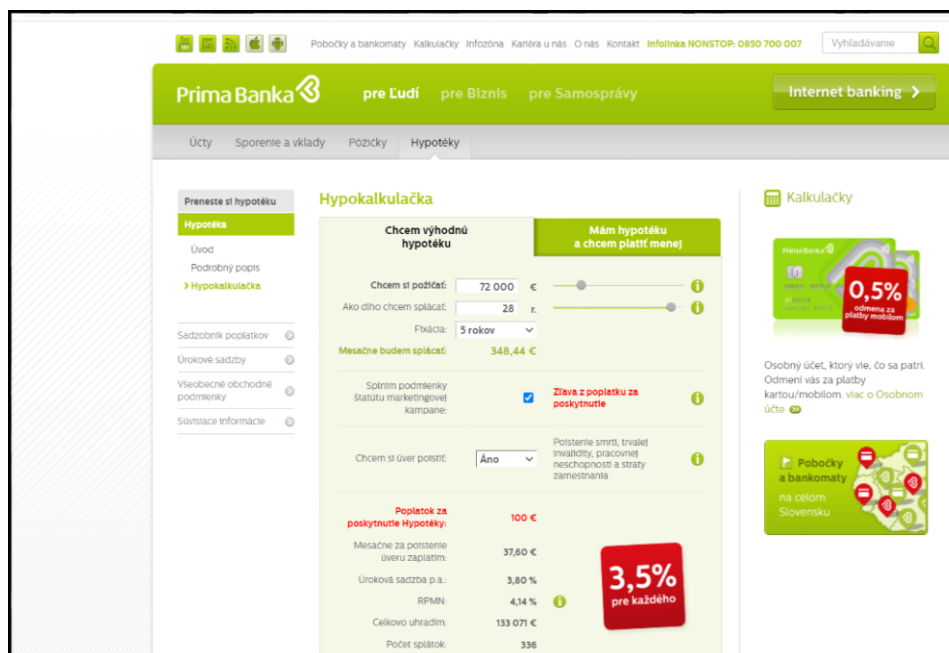 Pobočky a bankomaty Kalkulačky Infozóna Kariéra u nás O nás Kontakt Infolinka NONSTOP: 0850 700 007 Vyhľadávanie
Prima Banka pre Ľudí pre Biznis pre Samosprávy Internet banking
Účty Sporenie a vklady Pôžičky Hypotéky
Preneste si hypotéku
Hypotéka
Úvod
Podrobný popis
Hypokalkulačka
Sadzobník poplatkov
Úrokové sadzby
Všeobecné obchodné
podmienky
Súvisiace informácie
Hypokalkulačka
Chcem výhodnú
hypotéku
Mám hypotéku
a chcem platiť menej
Chcem si požičať: 72 000 €
Ako dlho chcem splácať: 28 r.
Fixácia: 5 rokov
Mesačne budem splácať: 348,44 €
Splním podmienky
štatútu marketingovej
kampane:
Zľava z poplatku za
poskytnutie
Chcem si úver poistiť: Áno
Poistenie smrti, trvalej
invalidity, pracovnej
neschopnosti a straty
zamestnania
Poplatok za
poskytnutie Hypotéky: 100 €
Mesačne za poistenie
úveru zaplatím: 37,60 €
Úroková sadzba p.a.: 3,80 %
RPMN: 4,14 %
Celkovo uhradím: 133 071 €
Počet splátok: 336
3,5%
pre každého
Kalkulačky
Prima Banka
0,5%
odmena za
platby mobilom
Osobný účet, ktorý vie, čo sa patrí.
Odmení vás za platby
kartou/mobilom. viac o Osobnom
účte
Pobočky
a bankomaty
na celom
Slovensku